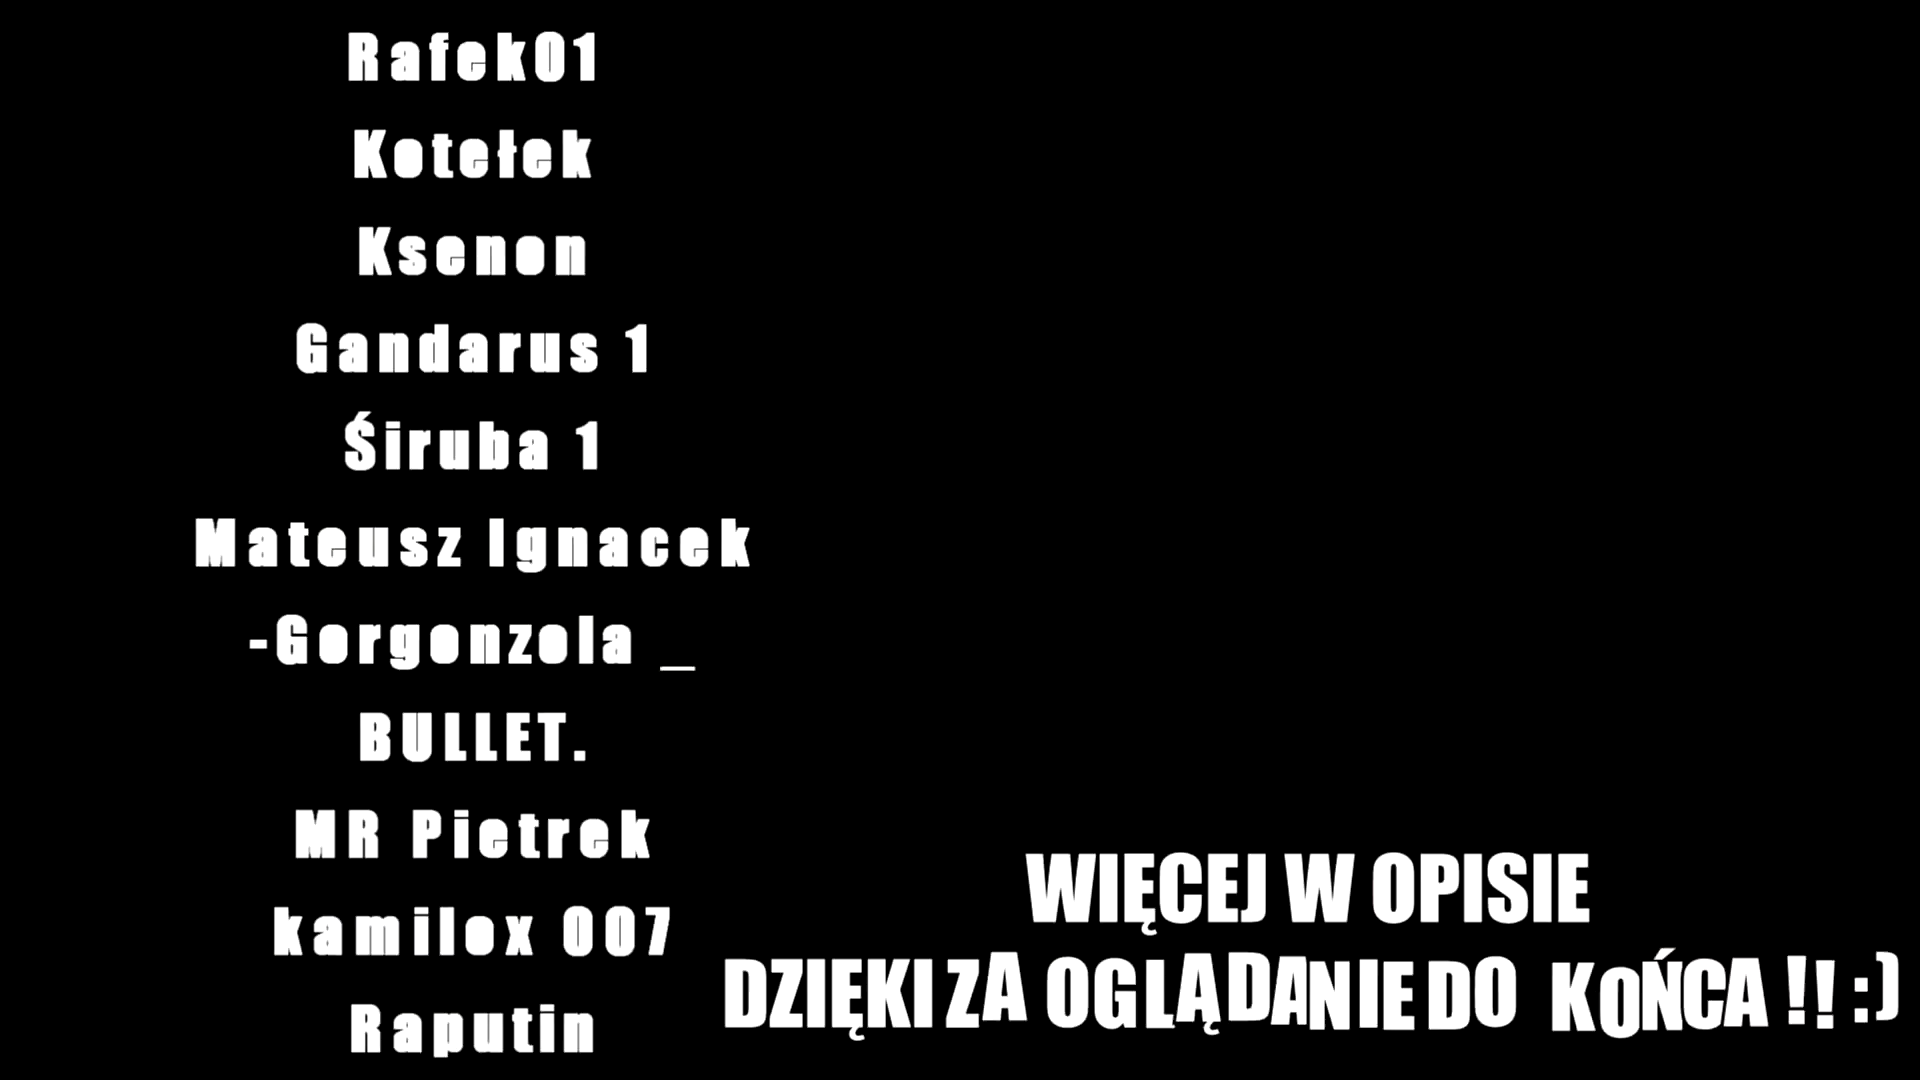 Rafek01
Kotełek
Ksenon
Gandarus 1
Śiruba 1
Mateusz Ignacek
-Gorgonzola _
BULLET.
MR Pietrek
kamilox 007
Raputin
WIĘCEJ W OPISIE
DZIĘKI ZA OGLĄDANIE DO KOŃCA !! :)